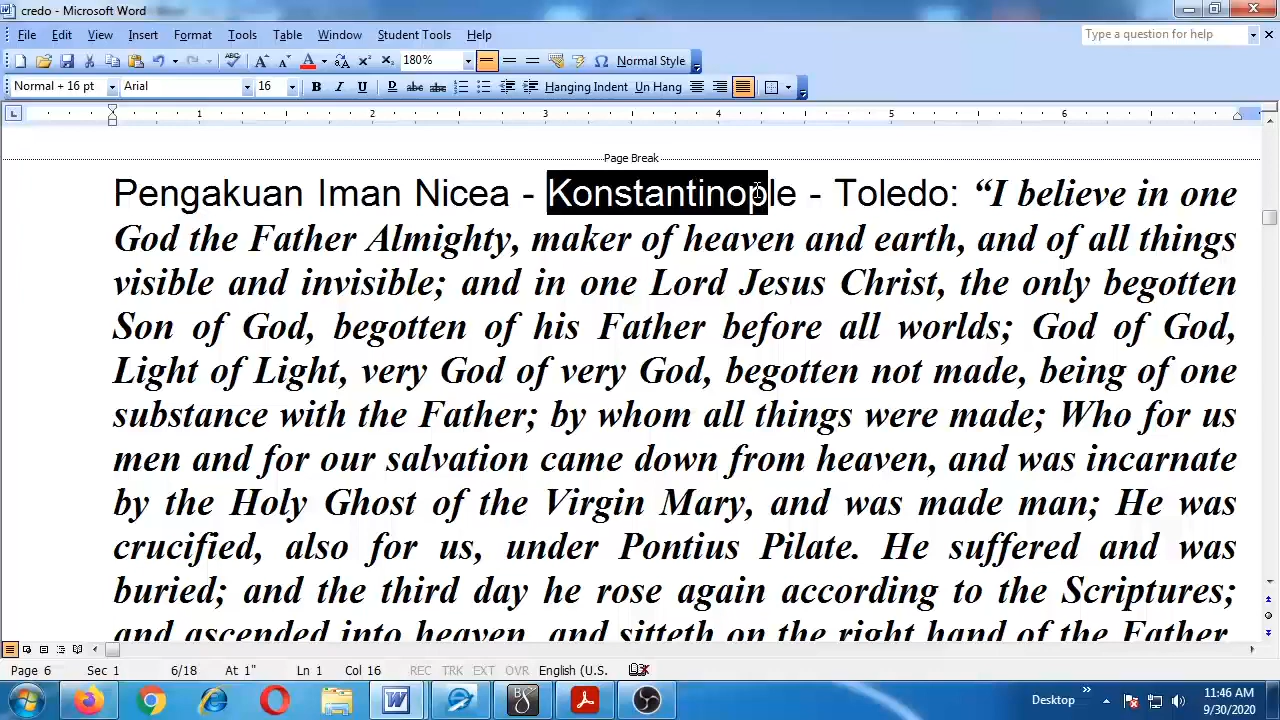 credo - Microsoft Word
File Edit View Insert Format Tools Table Window Student Tools Help
Type a question for help
180% Normal Style
Normal + 16 pt Arial 16 B I U D abc abc Hanging Indent Un Hang
1 2 3 4 5 6
Page Break
Pengakuan Iman Nicea - Konstantinople - Toledo: “I believe in one
God the Father Almighty, maker of heaven and earth, and of all things
visible and invisible; and in one Lord Jesus Christ, the only begotten
Son of God, begotten of his Father before all worlds; God of God,
Light of Light, very God of very God, begotten not made, being of one
substance with the Father; by whom all things were made; Who for us
men and for our salvation came down from heaven, and was incarnate
by the Holy Ghost of the Virgin Mary, and was made man; He was
crucified, also for us, under Pontius Pilate. He suffered and was
buried; and the third day he rose again according to the Scriptures;
and ascended into heaven, and sitteth on the right hand of the Father.
Page 6 Sec 1 6/18 At 1" Ln 1 Col 16 REC TRK EXT OVR English (U.S.
Desktop
11:46 AM
9/30/2020